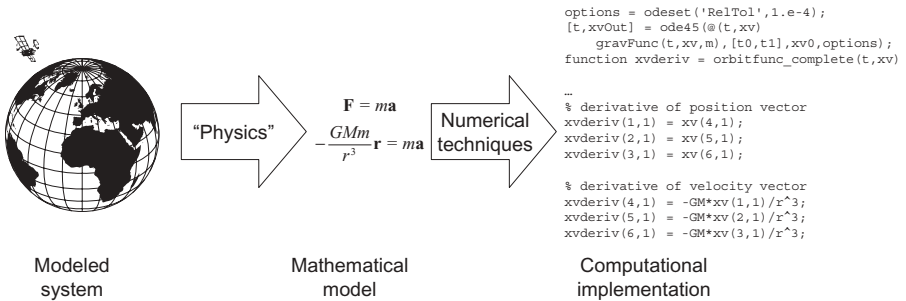 options = odeset('RelTol',1.e-4);
[t,xvOut] = ode45(@(t,xv)
gravFunc(t,xv,m),[t0,t1],xv0,options);
function xvderiv = orbitfunc_complete(t,xv)
…
% derivative of position vector
xvderiv(1,1) = xv(4,1);
xvderiv(2,1) = xv(5,1);
xvderiv(3,1) = xv(6,1);
% derivative of velocity vector
xvderiv(4,1) = -GM*xv(1,1)/r^3;
xvderiv(5,1) = -GM*xv(2,1)/r^3;
xvderiv(6,1) = -GM*xv(3,1)/r^3;
“Physics”
F = ma
−GMm/r³ r = ma
Numerical
techniques
Modeled
system
Mathematical
model
Computational
implementation